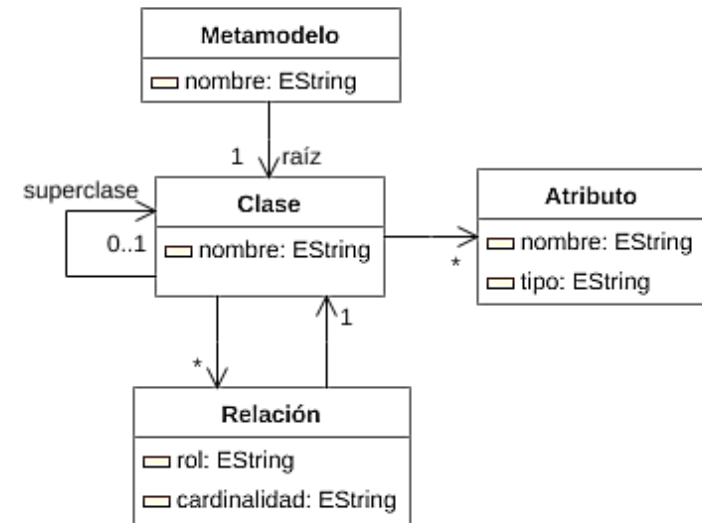 Metamodelo
nombre: EString
1 raíz
superclase
0..1
Clase
nombre: EString
*
Atributo
nombre: EString
tipo: EString
*
1
Relación
rol: EString
cardinalidad: EString